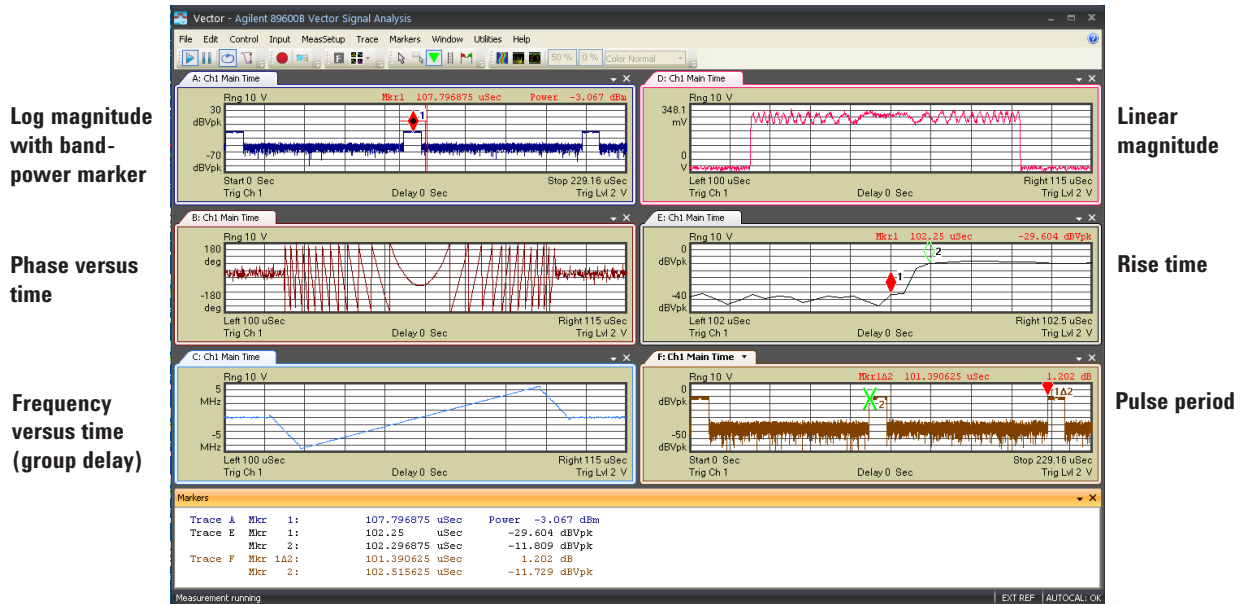 Vector - Agilent 89600B Vector Signal Analysis
File Edit Control Input MeasSetup Trace Markers Window Utilities Help
50 % 0 % Color Normal
Log magnitude
with band-
power marker
A: Ch1 Main Time
Rng 10 V Mkr1 107.796875 uSec Power -3.067 dBm
30
dBVpk
1
-70
dBVpk
Start 0 Sec Stop 229.16 uSec
Trig Ch 1 Delay 0 Sec Trig Lvl 2 V
D: Ch1 Main Time
Rng 10 V
348.1
mV
0
V
Left 100 uSec Right 115 uSec
Trig Ch 1 Delay 0 Sec Trig Lvl 2 V
Linear
magnitude
Phase versus
time
B: Ch1 Main Time
Rng 10 V
180
deg
-180
deg
Left 100 uSec Right 115 uSec
Trig Ch 1 Delay 0 Sec Trig Lvl 2 V
E: Ch1 Main Time
Rng 10 V Mkr1 102.25 uSec -29.604 dBVpk
0
dBVpk
2
1
-40
dBVpk
Left 102 uSec Right 102.5 uSec
Trig Ch 1 Delay 0 Sec Trig Lvl 2 V
Rise time
Frequency
versus time
(group delay)
C: Ch1 Main Time
Rng 10 V
5
MHz
-5
MHz
Left 100 uSec Right 115 uSec
Trig Ch 1 Delay 0 Sec Trig Lvl 2 V
F: Ch1 Main Time
Rng 10 V Mkr1Δ2 101.390625 uSec 1.202 dB
0
2
1Δ2
-50
dBVpk
Start 0 Sec Stop 229.16 uSec
Trig Ch 1 Delay 0 Sec Trig Lvl 2 V
Pulse period
Markers
Trace A Mkr 1: 107.796875 uSec Power -3.067 dBm
Trace E Mkr 1: 102.25 uSec -29.604 dBVpk
Mkr 2: 102.296875 uSec -11.809 dBVpk
Trace F Mkr 1Δ2: 101.390625 uSec 1.202 dB
Mkr 2: 102.515625 uSec -11.729 dBVpk
Measurement running EXT REF AUTOCAL: OK